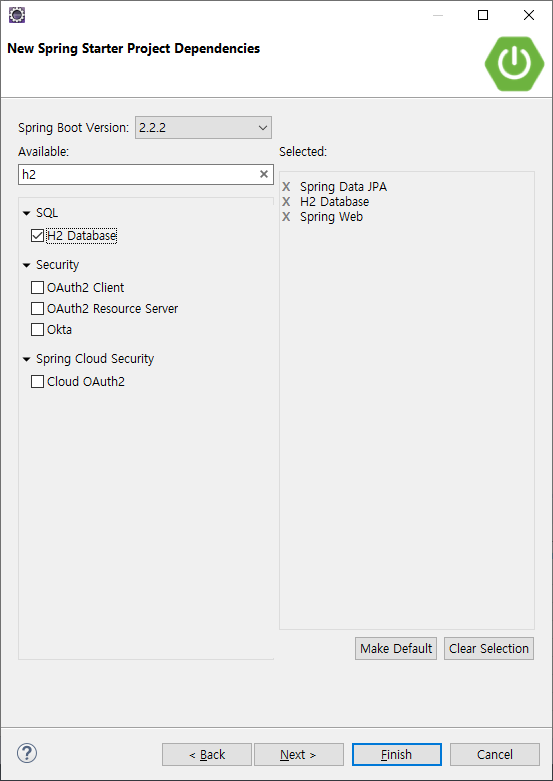 New Spring Starter Project Dependencies
Spring Boot Version: 2.2.2
Available:
h2
SQL
H2 Database
Security
OAuth2 Client
OAuth2 Resource Server
Okta
Spring Cloud Security
Cloud OAuth2
Selected:
X Spring Data JPA
X H2 Database
X Spring Web
Make Default Clear Selection
? < Back Next > Finish Cancel